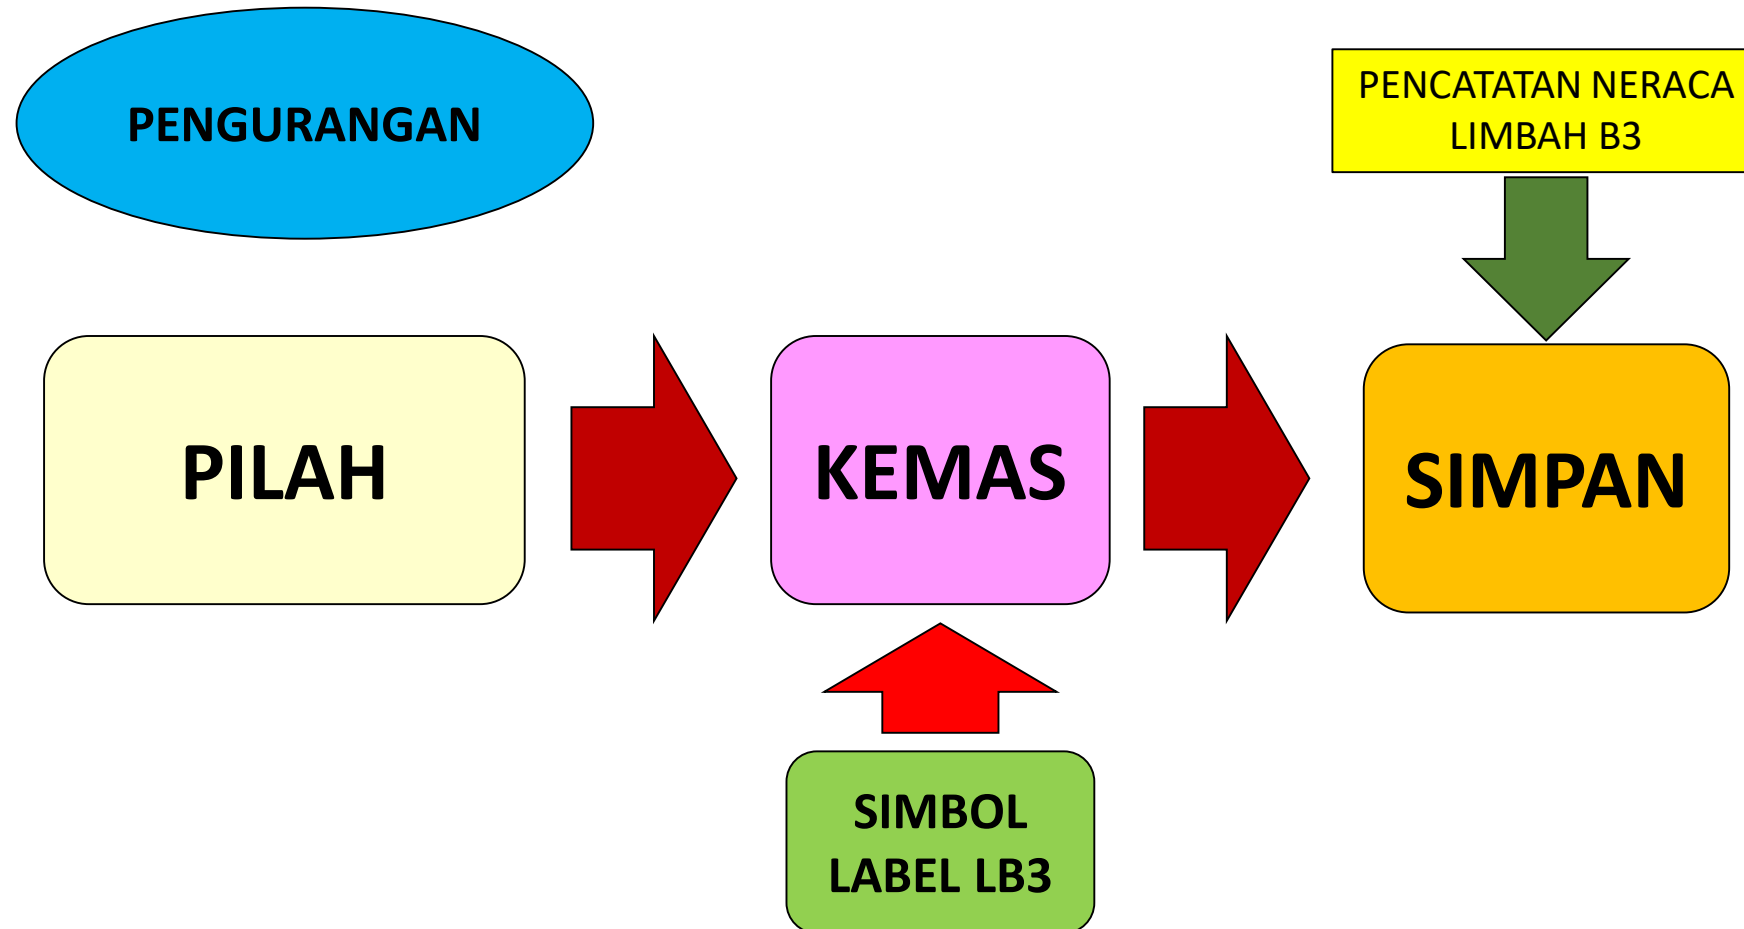 PENGURANGAN
PENCATATAN NERACA
LIMBAH B3
PILAH
KEMAS
SIMPAN
SIMBOL
LABEL LB3